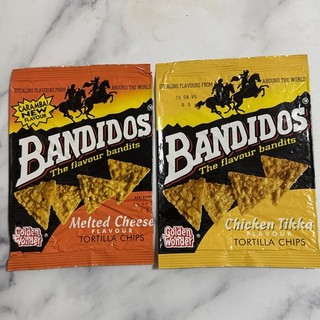 STEALING FLAVOURS FROM AROUND THE WORLD
CARAMBA!
NEW
FLAVOUR
BANDIDOS
The flavour bandits
Melted Cheese
FLAVOUR
TORTILLA CHIPS
Golden
Wonder
STEALING FLAVOURS FROM AROUND THE WORLD
BANDIDOS
The flavour bandits
Chicken Tikka
FLAVOUR
TORTILLA CHIPS
Golden
Wonder